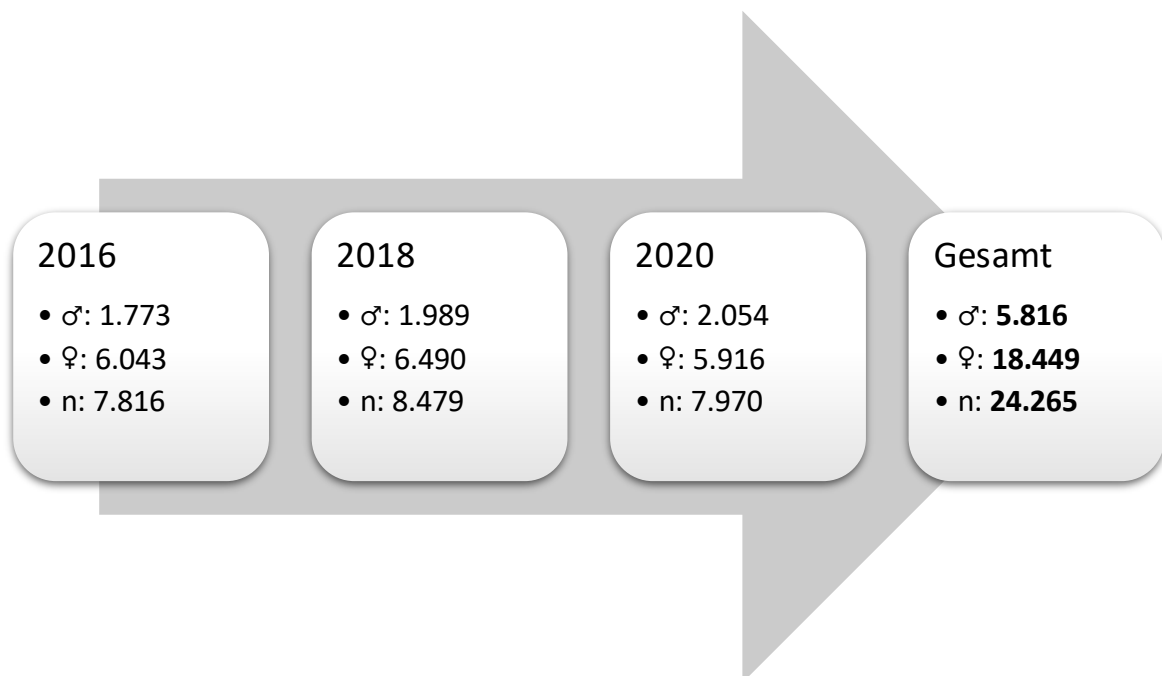 2016
• ♂: 1.773
• ♀: 6.043
• n: 7.816
2018
• ♂: 1.989
• ♀: 6.490
• n: 8.479
2020
• ♂: 2.054
• ♀: 5.916
• n: 7.970
Gesamt
• ♂: 5.816
• ♀: 18.449
• n: 24.265